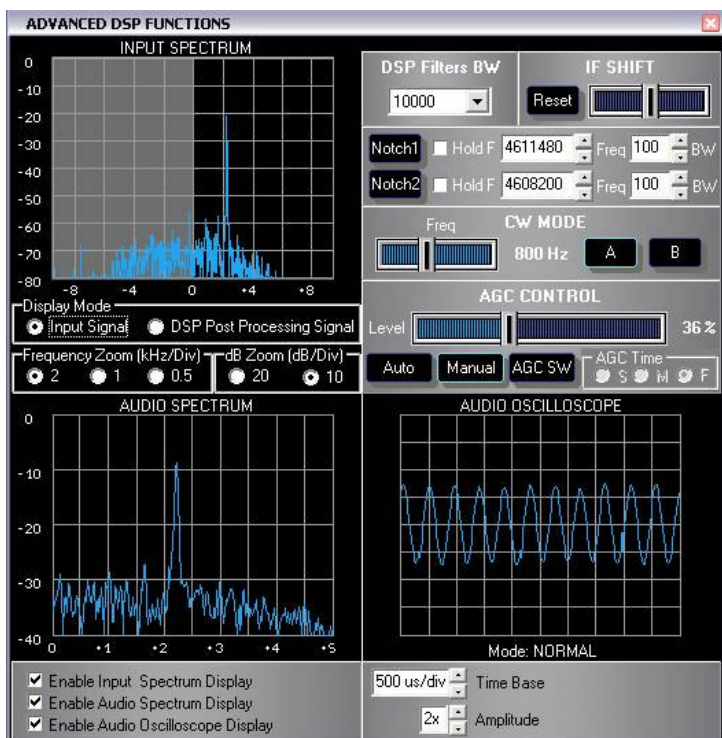 ADVANCED DSP FUNCTIONS
INPUT SPECTRUM
0
-10
-20
-30
-40
-50
-60
-70
-80
-8 -4 0 +4 +8
Display Mode
Input Signal DSP Post Processing Signal
Frequency Zoom (kHz/Div)
2 1 0.5
dB Zoom (dB/Div)
20 10
DSP Filters BW
10000
IF SHIFT
Reset
Notch1 Hold F 4611480 Freq 100 BW
Notch2 Hold F 4608200 Freq 100 BW
Freq CW MODE
800 Hz A B
AGC CONTROL
Level 36%
Auto Manual AGC SW
AGC Time
S M F
AUDIO SPECTRUM
0
-10
-20
-30
-40
0 +1 +2 +3 +4 +5
AUDIO OSCILLOSCOPE
Mode: NORMAL
Enable Input Spectrum Display
Enable Audio Spectrum Display
Enable Audio Oscilloscope Display
500 us/div Time Base
2x Amplitude